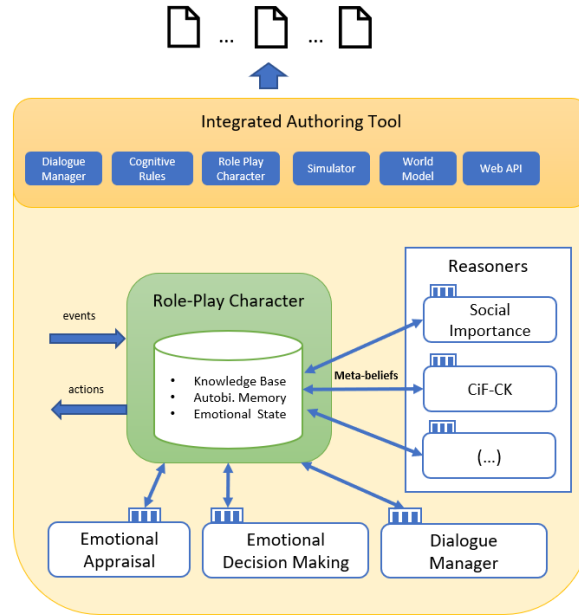 ... ...
Integrated Authoring Tool
Dialogue
Manager
Cognitive
Rules
Role Play
Character
Simulator
World
Model
Web API
Reasoners
Role-Play Character
events
actions
• Knowledge Base
• Autobi. Memory
• Emotional State
Meta-beliefs
Social
Importance
CiF-CK
(...)
Emotional
Appraisal
Emotional
Decision Making
Dialogue
Manager